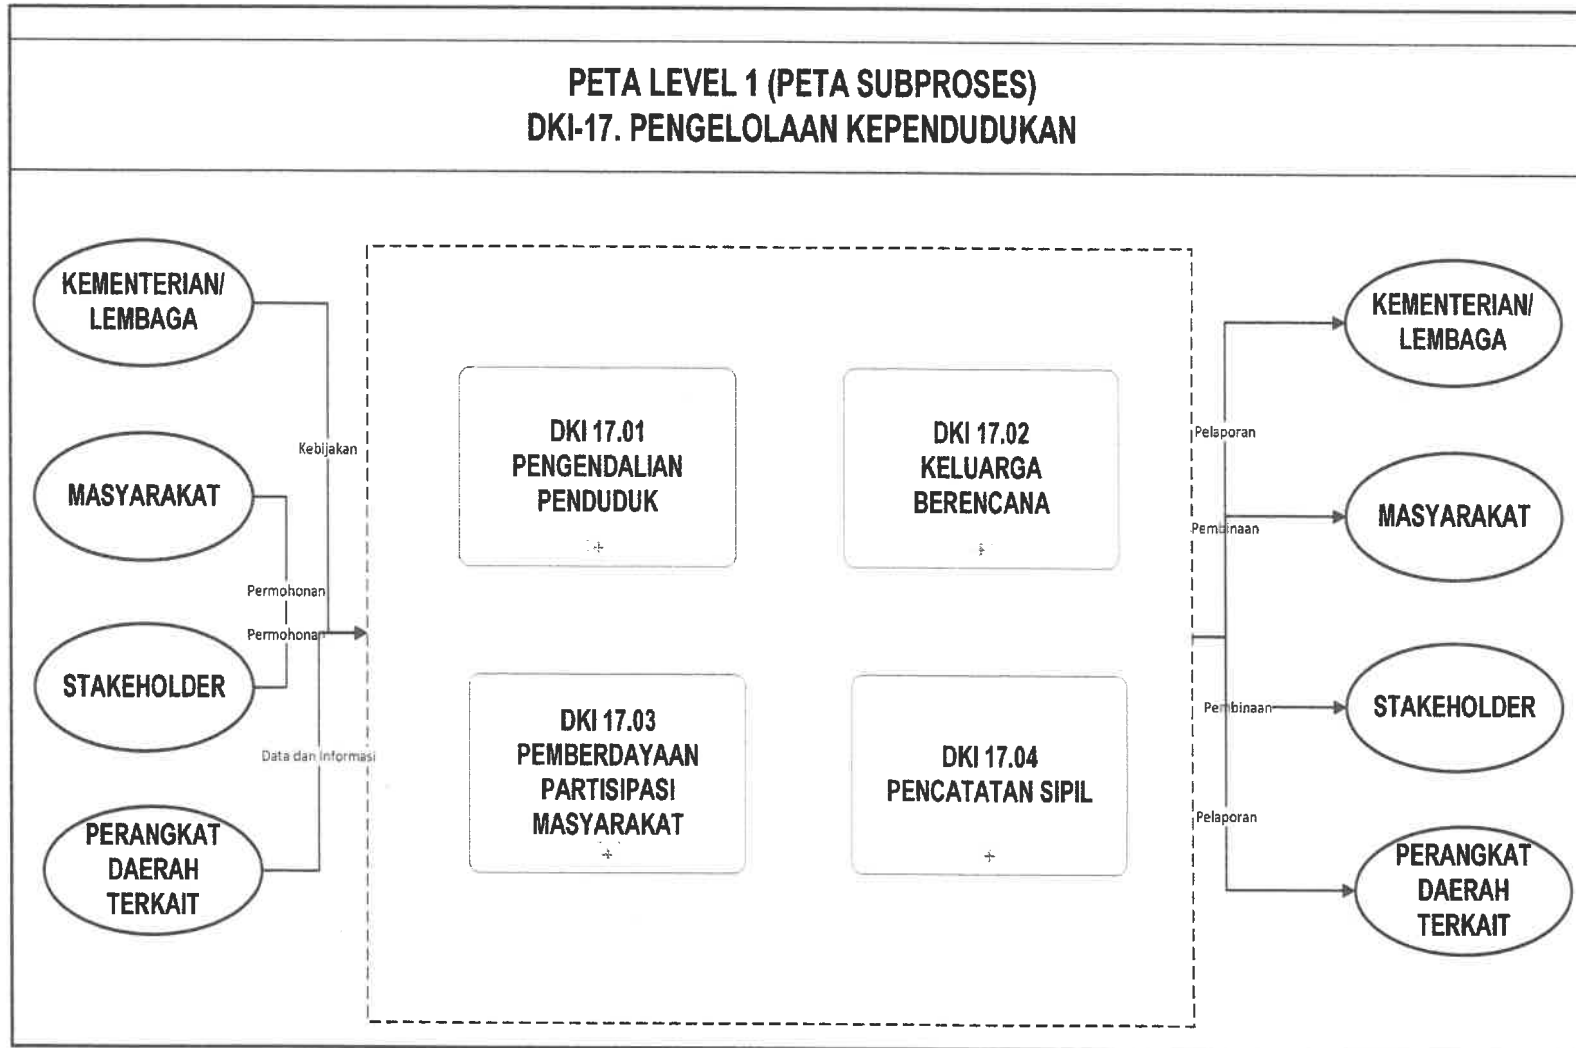 PETA LEVEL 1 (PETA SUBPROSES)
DKI-17. PENGELOLAAN KEPENDUDUKAN
KEMENTERIAN/
LEMBAGA
MASYARAKAT
STAKEHOLDER
PERANGKAT
DAERAH
TERKAIT
Kebijakan
Permohonan
Permohonan
Data dan Informasi
DKI 17.01
PENGENDALIAN
PENDUDUK
DKI 17.02
KELUARGA
BERENCANA
DKI 17.03
PEMBERDAYAAN
PARTISIPASI
MASYARAKAT
DKI 17.04
PENCATATAN SIPIL
Pelaporan
Pembinaan
Pembinaan
Pelaporan
KEMENTERIAN/
LEMBAGA
MASYARAKAT
STAKEHOLDER
PERANGKAT
DAERAH
TERKAIT